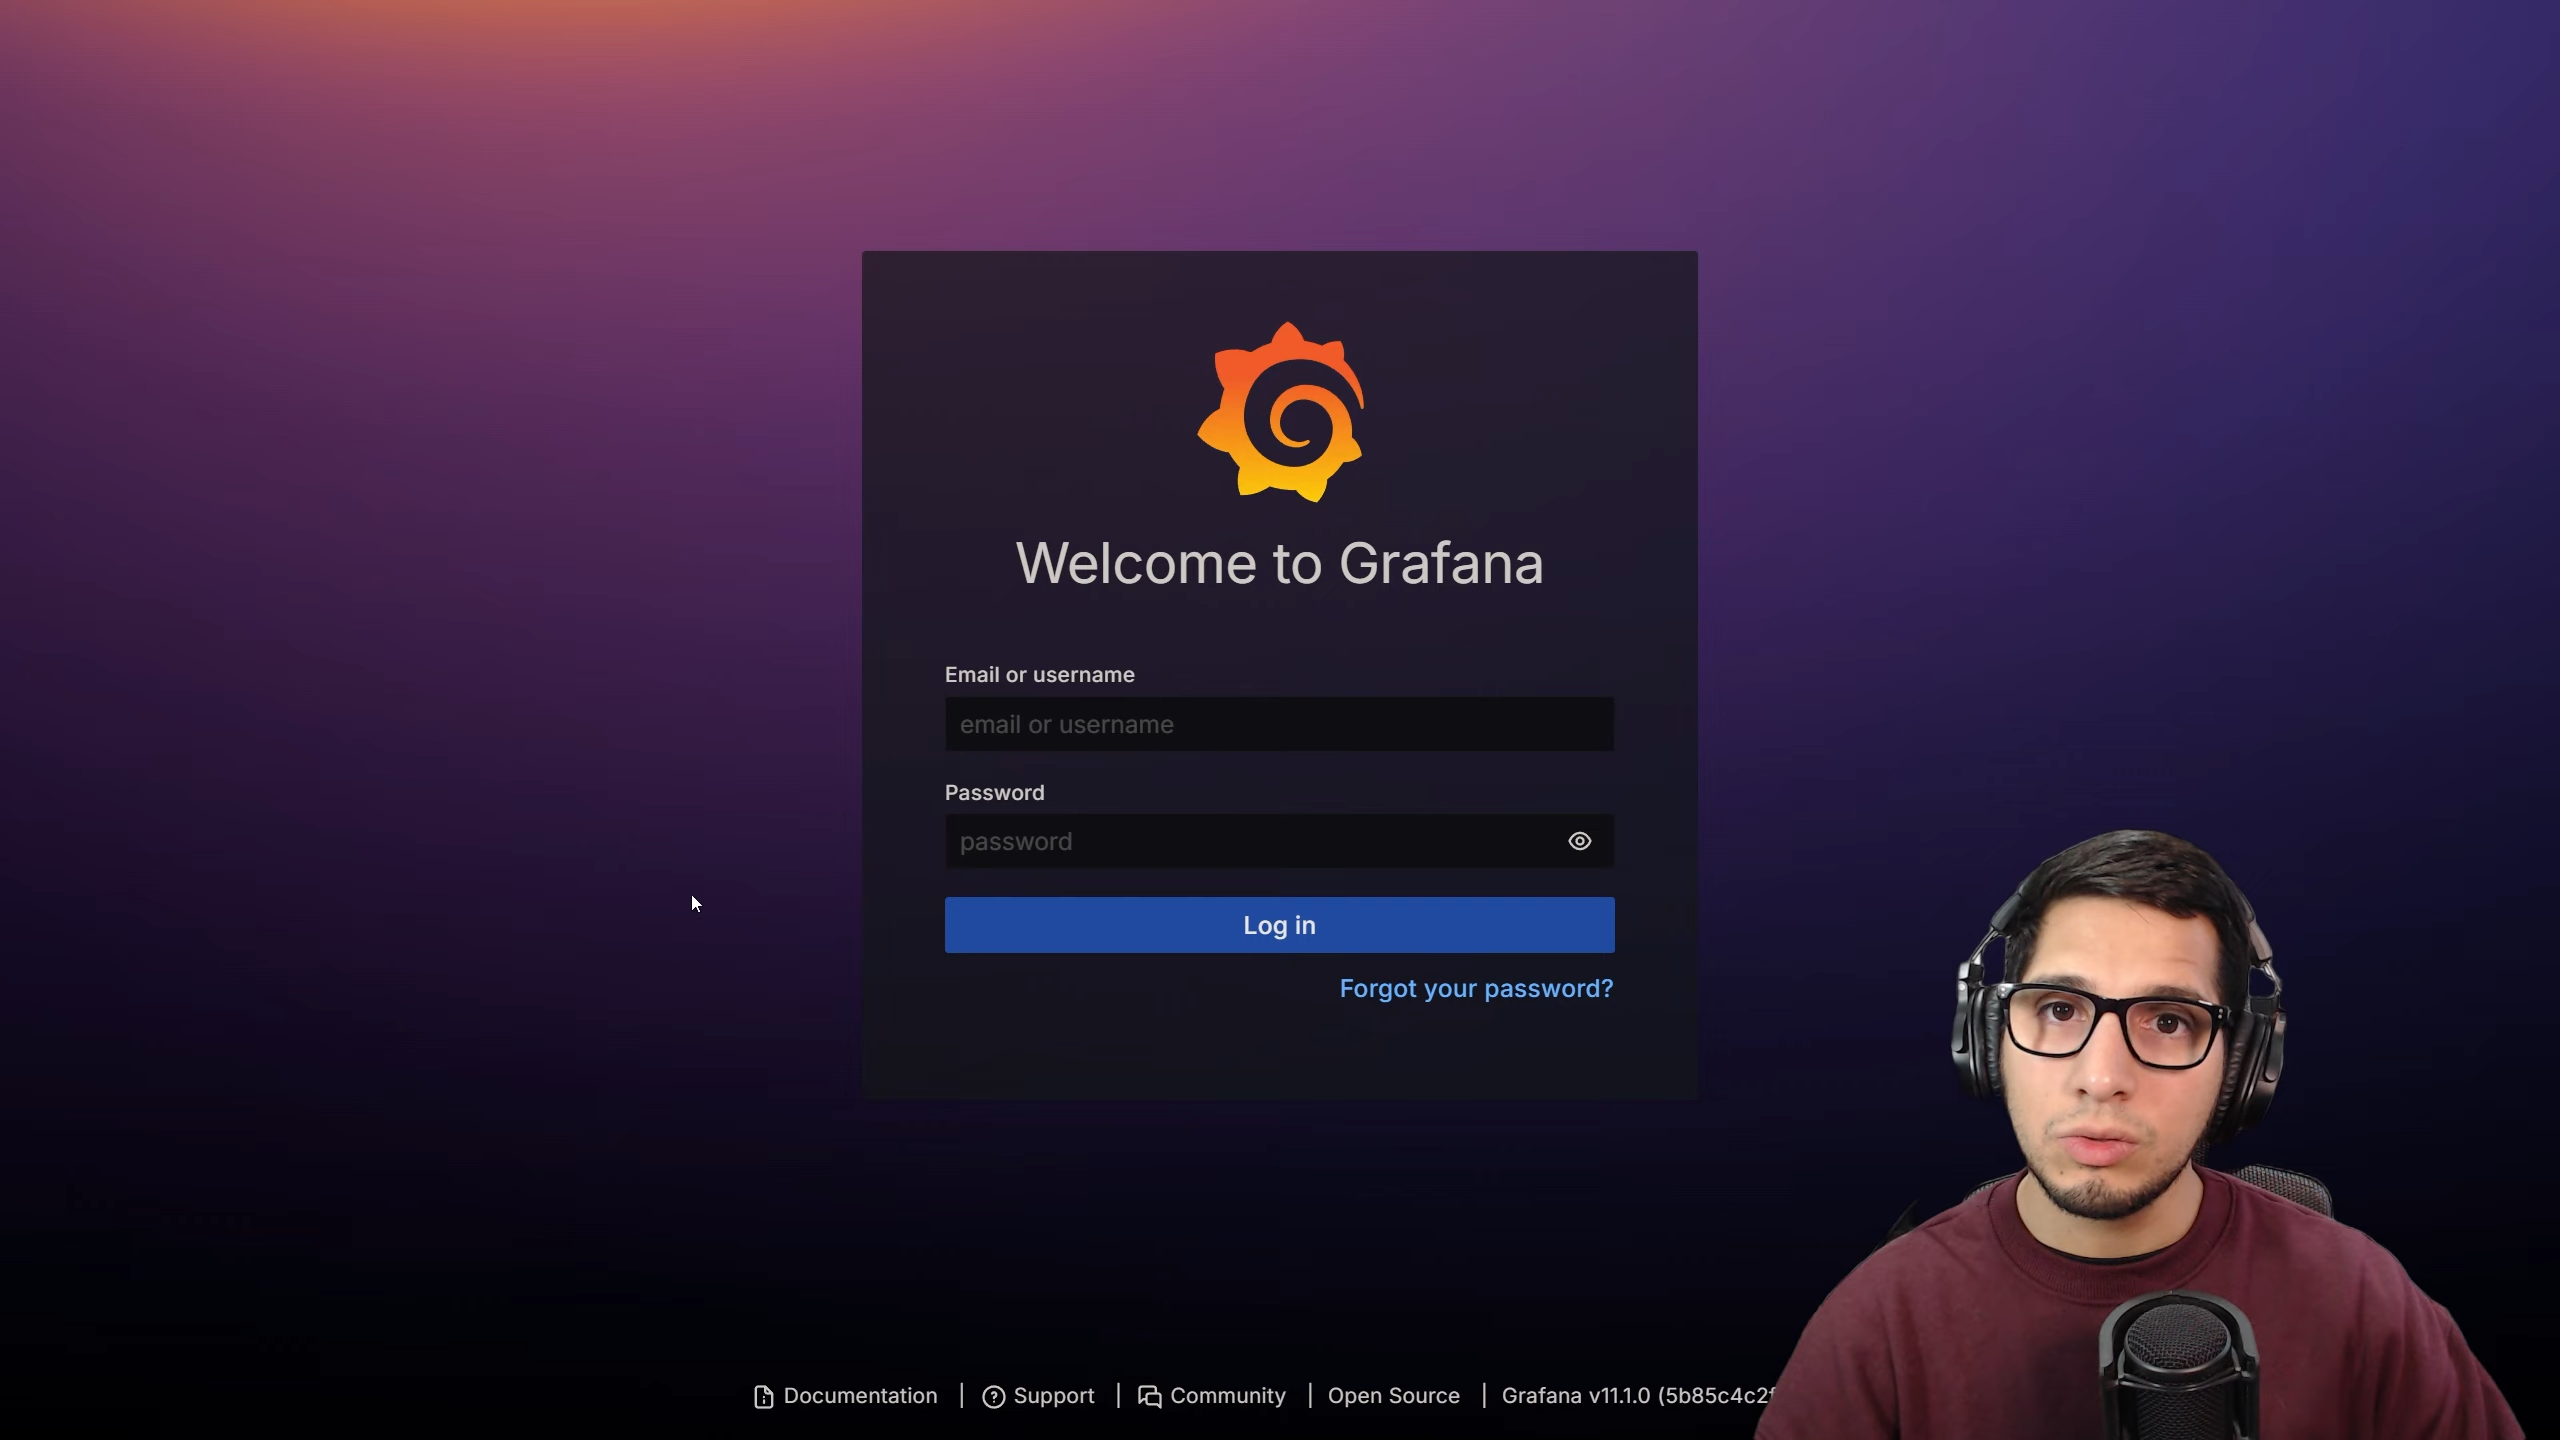 Welcome to Grafana
Email or username
email or username
Password
password
Log in
Forgot your password?
Documentation | Support | Community | Open Source | Grafana v11.1.0 (5b85c4c2f